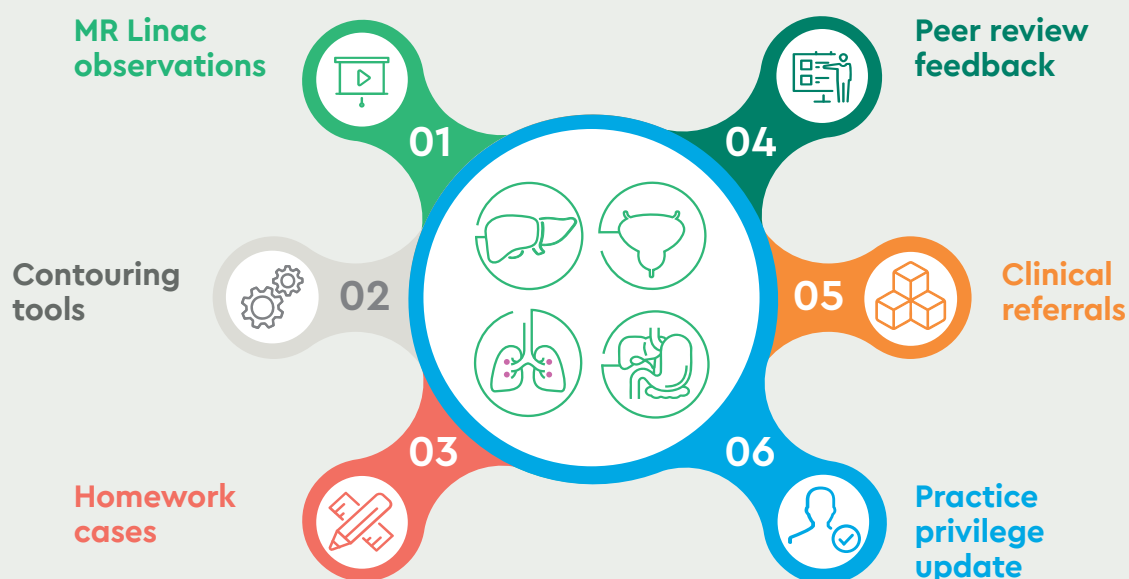 MR Linac
observations
01
Contouring
tools
02
Homework
cases
03
Peer review
feedback
04
Clinical
referrals
05
Practice
privilege
update
06